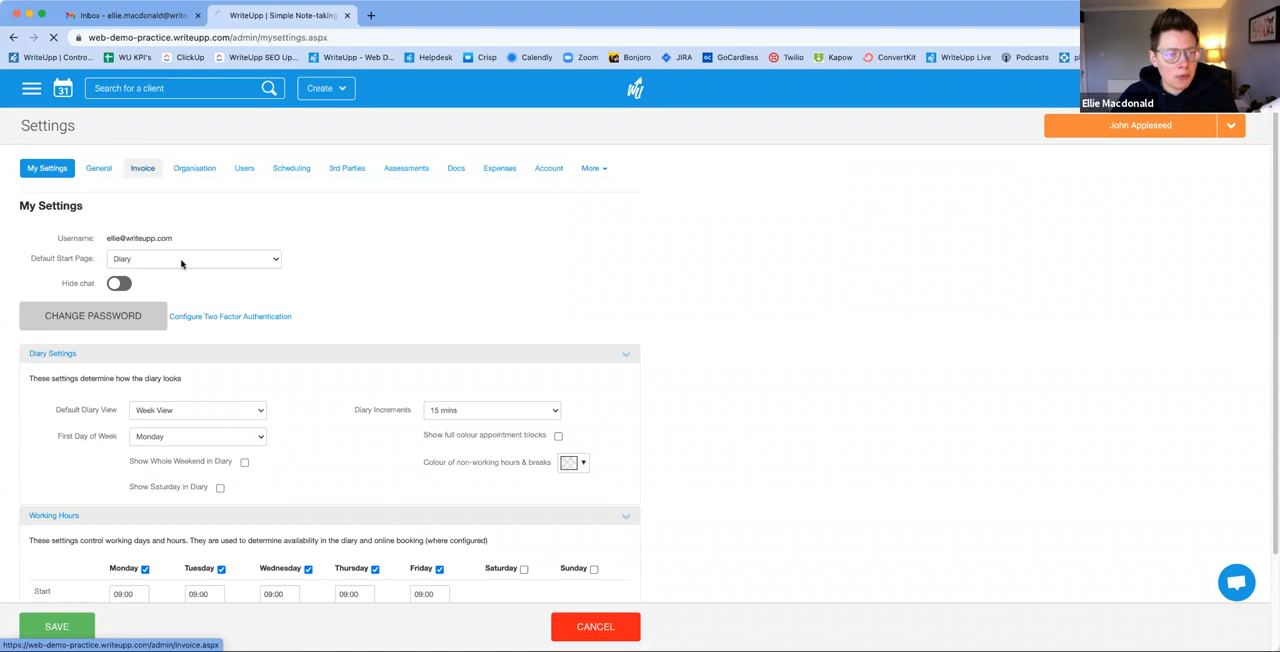 Inbox - ellie.macdonald@write
WriteUpp | Simple Note-taking
web-demo-practice.writeupp.com/admin/mysettings.aspx
WriteUpp | Contro...
WU KPI's
ClickUp
WriteUpp SEO Up...
WriteUpp - Web D...
Helpdesk
Crisp
Calendly
Zoom
Bonjoro
JIRA
GC
GoCardless
Twilio
Kapow
ConvertKit
WriteUpp Live
Podcasts
31
Search for a client
Create
Ellie Macdonald
Settings
John Appleseed
My Settings
General
Invoice
Organisation
Users
Scheduling
3rd Parties
Assessments
Docs
Expenses
Account
More
My Settings
Username: ellie@writeupp.com
Default Start Page: Diary
Hide chat
CHANGE PASSWORD
Configure Two Factor Authentication
Diary Settings
These settings determine how the diary looks
Default Diary View Week View
Diary Increments 15 mins
First Day of Week Monday
Show full colour appointment blocks
Show Whole Weekend in Diary
Colour of non-working hours & breaks
Show Saturday in Diary
Working Hours
These settings control working days and hours. They are used to determine availability in the diary and online booking (where configured)
Monday Tuesday Wednesday Thursday Friday Saturday Sunday
Start 09:00 09:00 09:00 09:00 09:00
SAVE
CANCEL
https://web-demo-practice.writeupp.com/admin/invoice.aspx